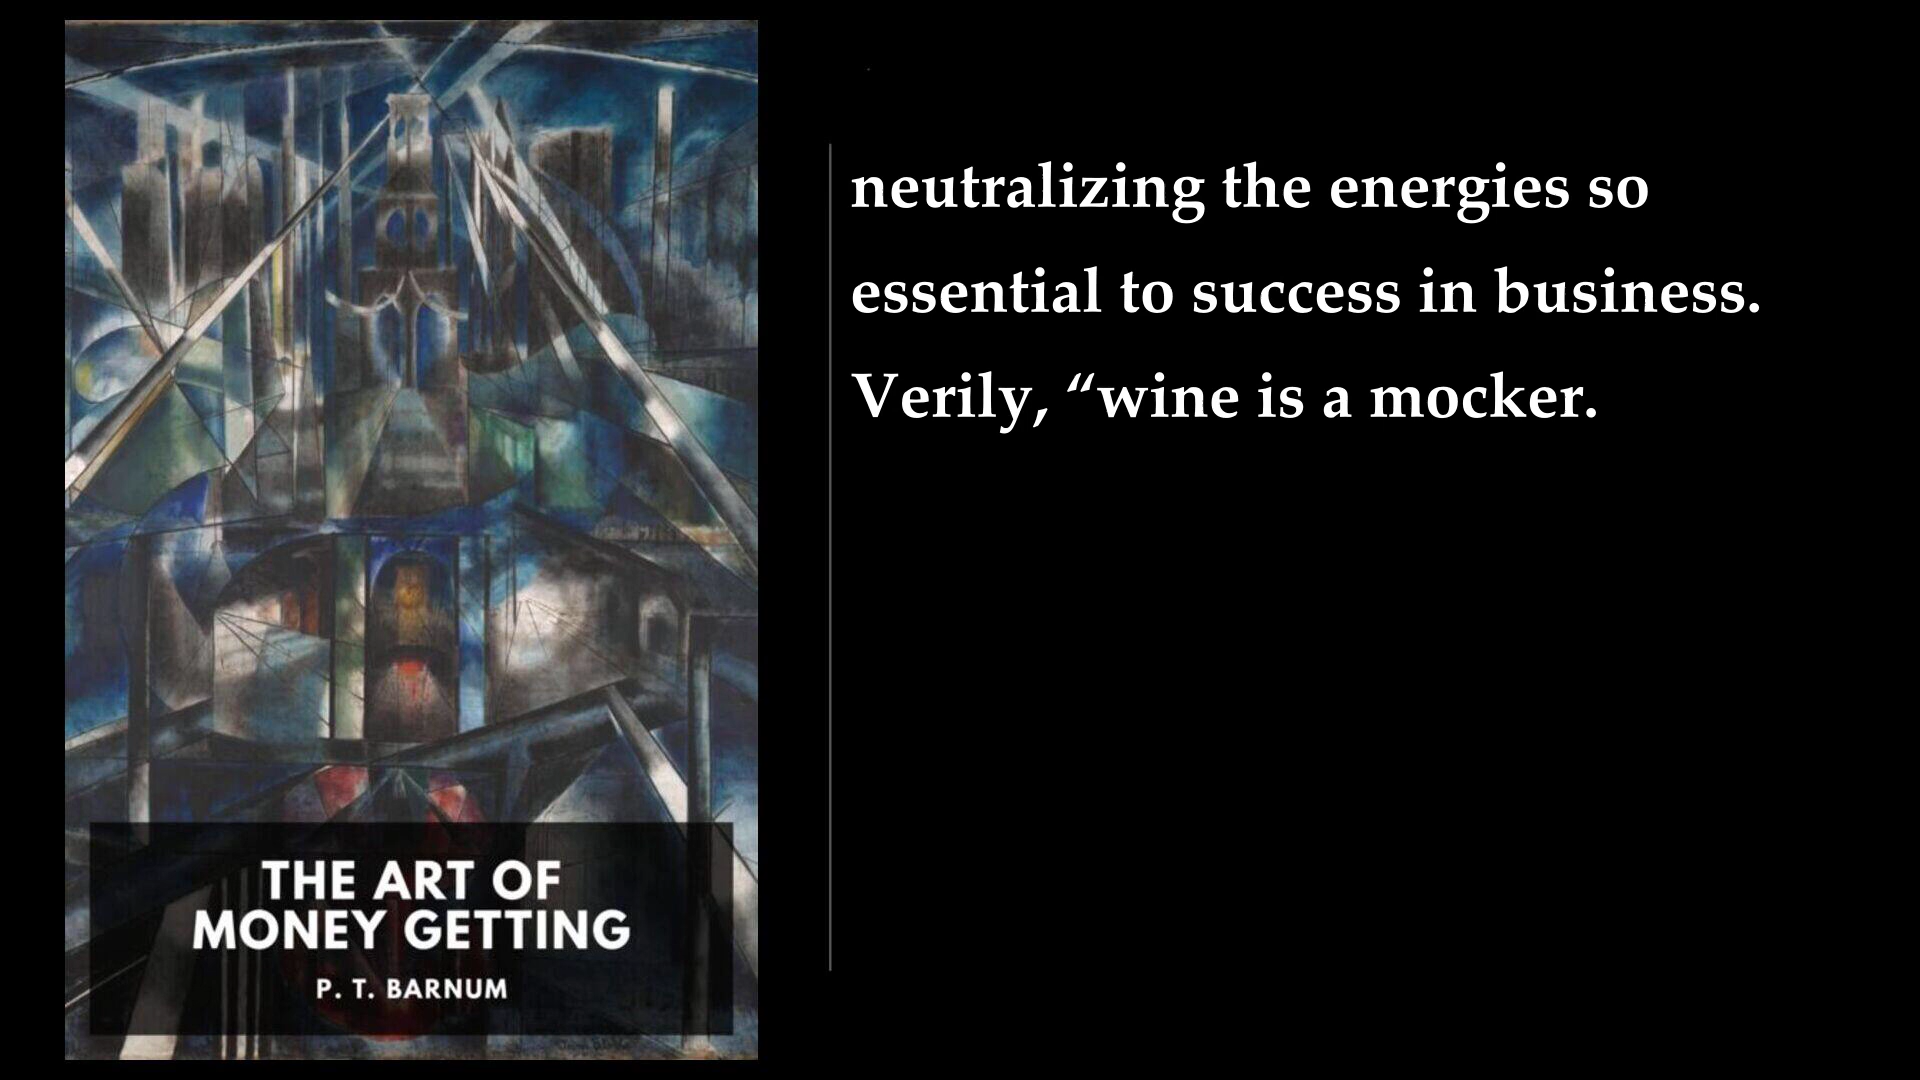 THE ART OF
MONEY GETTING
P. T. BARNUM
neutralizing the energies so
essential to success in business.
Verily, “wine is a mocker.